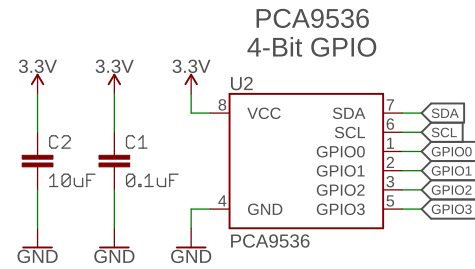 PCA9536
4-Bit GPIO
3.3V 3.3V 3.3V
U2
8 VCC SDA 7 SDA
SCL 6 SCL
C2 C1
GPIO0 1 GPIO0
GPIO1 2 GPIO1
10uF 0.1uF
GPIO2 3 GPIO2
4 GND GPIO3 5 GPIO3
PCA9536
GND GND GND